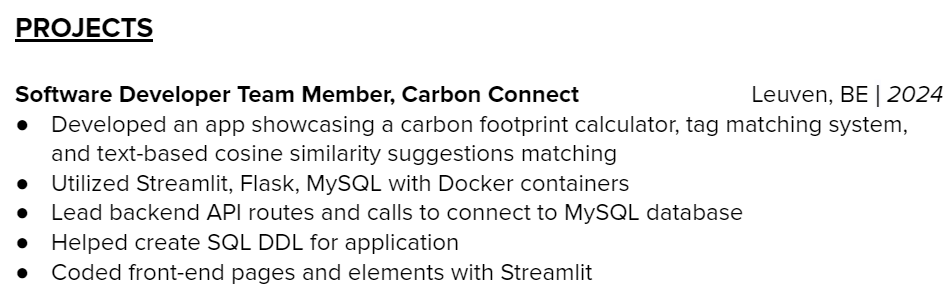 PROJECTS
Software Developer Team Member, Carbon Connect Leuven, BE | 2024
● Developed an app showcasing a carbon footprint calculator, tag matching system,
and text-based cosine similarity suggestions matching
● Utilized Streamlit, Flask, MySQL with Docker containers
● Lead backend API routes and calls to connect to MySQL database
● Helped create SQL DDL for application
● Coded front-end pages and elements with Streamlit